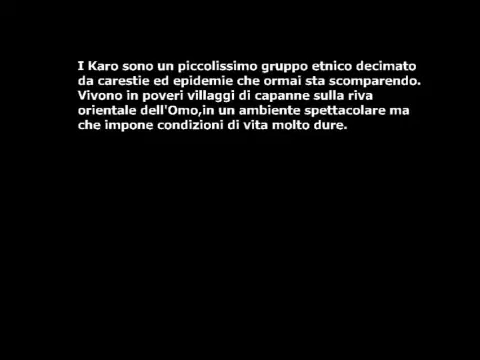 I Karo sono un piccolissimo gruppo etnico decimato
da carestie ed epidemie che ormai sta scomparendo.
Vivono in poveri villaggi di capanne sulla riva
orientale dell'Omo,in un ambiente spettacolare ma
che impone condizioni di vita molto dure.